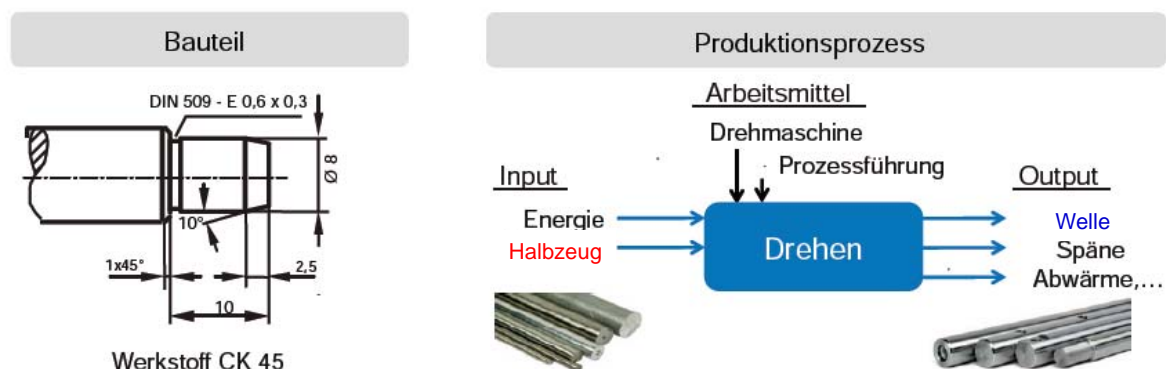 Bauteil
DIN 509 - E 0,6 x 0,3
Ø 8
10°
1x45°
2,5
10
Werkstoff CK 45
Produktionsprozess
Arbeitsmittel
Drehmaschine
Prozessführung
Input
Energie
Halbzeug
Drehen
Output
Welle
Späne
Abwärme,...